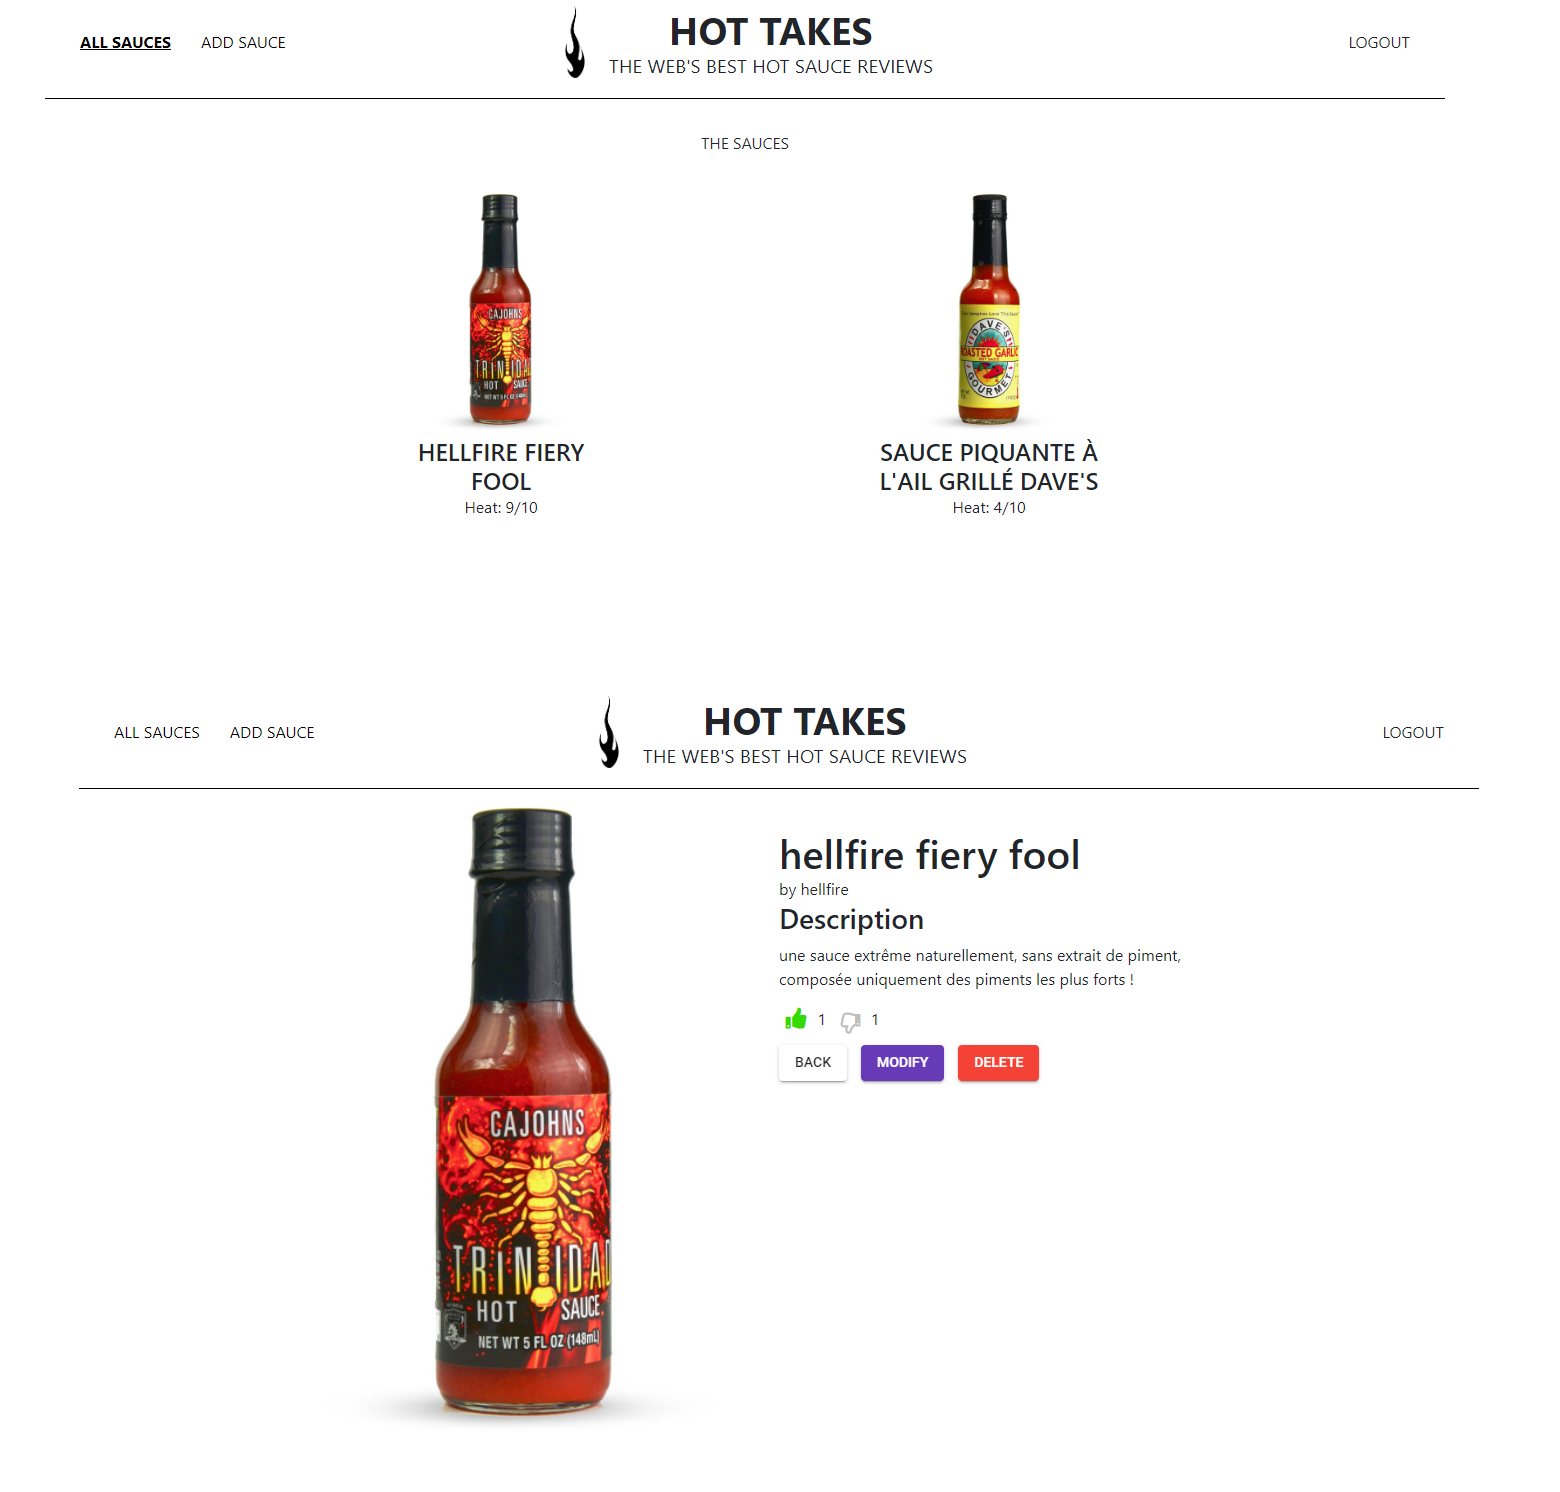 ALL SAUCES ADD SAUCE
HOT TAKES
THE WEB'S BEST HOT SAUCE REVIEWS
LOGOUT
THE SAUCES
CAJOHNS
TRINIDAD
HOT SAUCE
NET WT 5 FL OZ (148mL)
HELLFIRE FIERY
FOOL
Heat: 9/10
DAVE'S
ROASTED GARLIC
HOT SAUCE
GOURMET
SAUCE PIQUANTE À
L'AIL GRILLÉ DAVE'S
Heat: 4/10
ALL SAUCES ADD SAUCE
HOT TAKES
THE WEB'S BEST HOT SAUCE REVIEWS
LOGOUT
CAJOHNS
TRINIDAD
HOT SAUCE
NET WT 5 FL OZ (148mL)
hellfire fiery fool
by hellfire
Description
une sauce extrême naturellement, sans extrait de piment,
composée uniquement des piments les plus forts !
1 1
BACK MODIFY DELETE